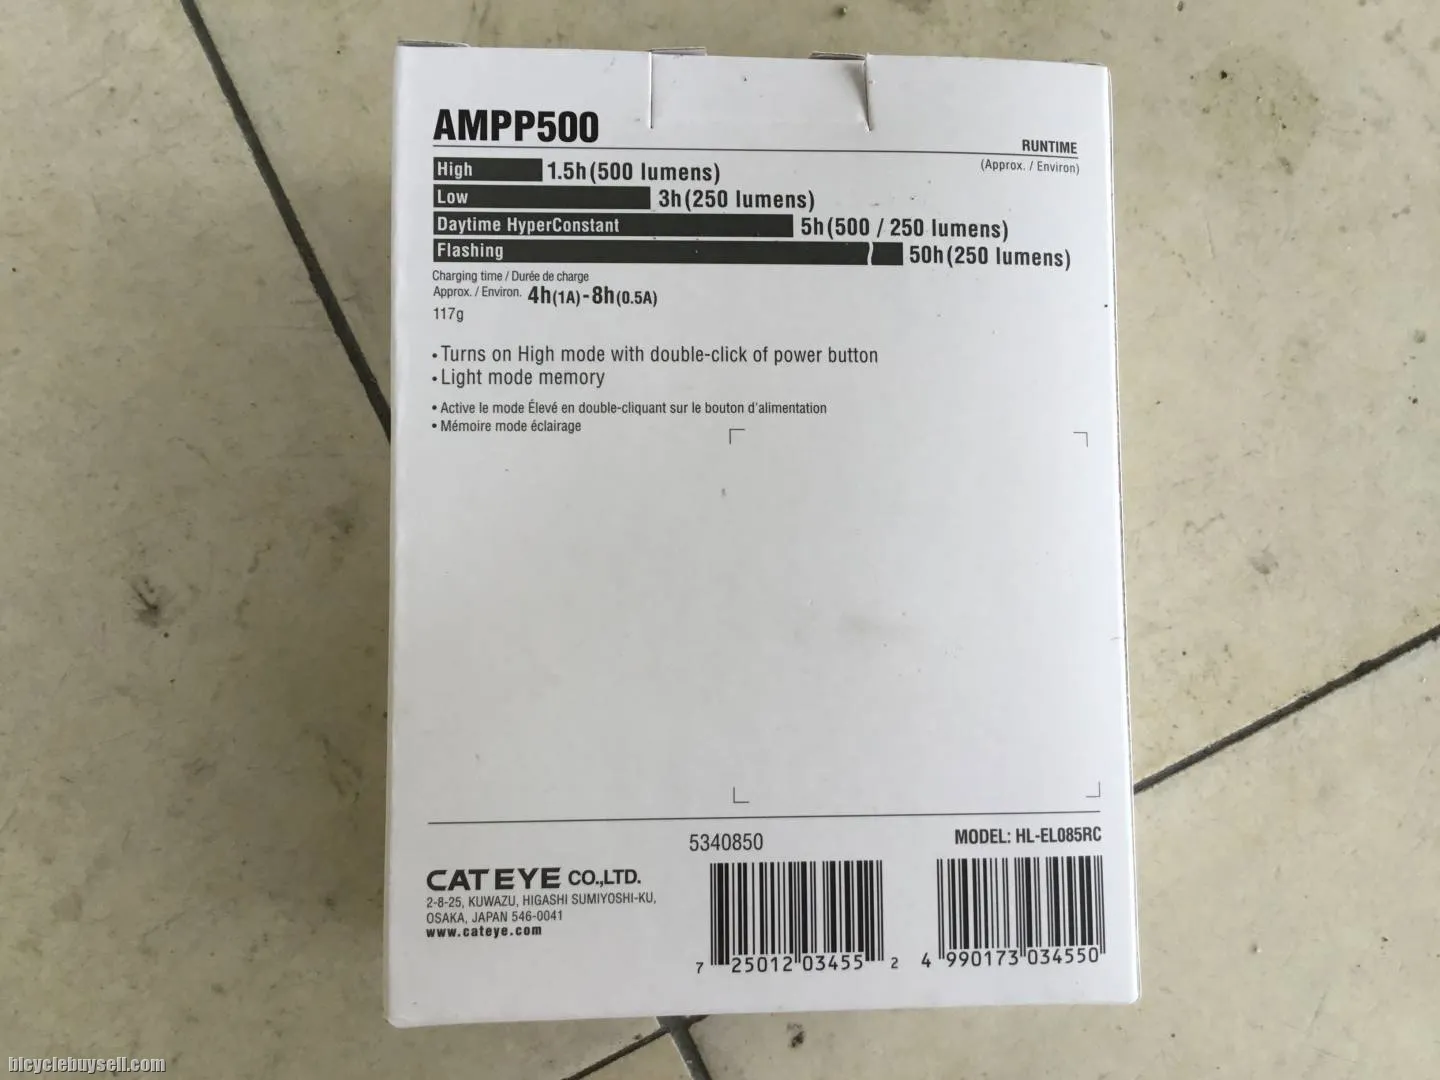 AMPP500
RUNTIME
(Approx. / Environ)
High 1.5h(500 lumens)
Low 3h(250 lumens)
Daytime HyperConstant 5h(500 / 250 lumens)
Flashing 50h(250 lumens)
Charging time / Durée de charge
Approx. / Environ. 4h(1A)-8h(0.5A)
117g
• Turns on High mode with double-click of power button
• Light mode memory
• Active le mode Élevé en double-cliquant sur le bouton d'alimentation
• Mémoire mode éclairage
5340850
MODEL: HL-EL085RC
CATEYE CO.,LTD.
2-8-25, KUWAZU, HIGASHI SUMIYOSHI-KU,
OSAKA, JAPAN 546-0041
www.cateye.com
7 25012 03455 2
4 990173 034550
bicyclebuysell.com